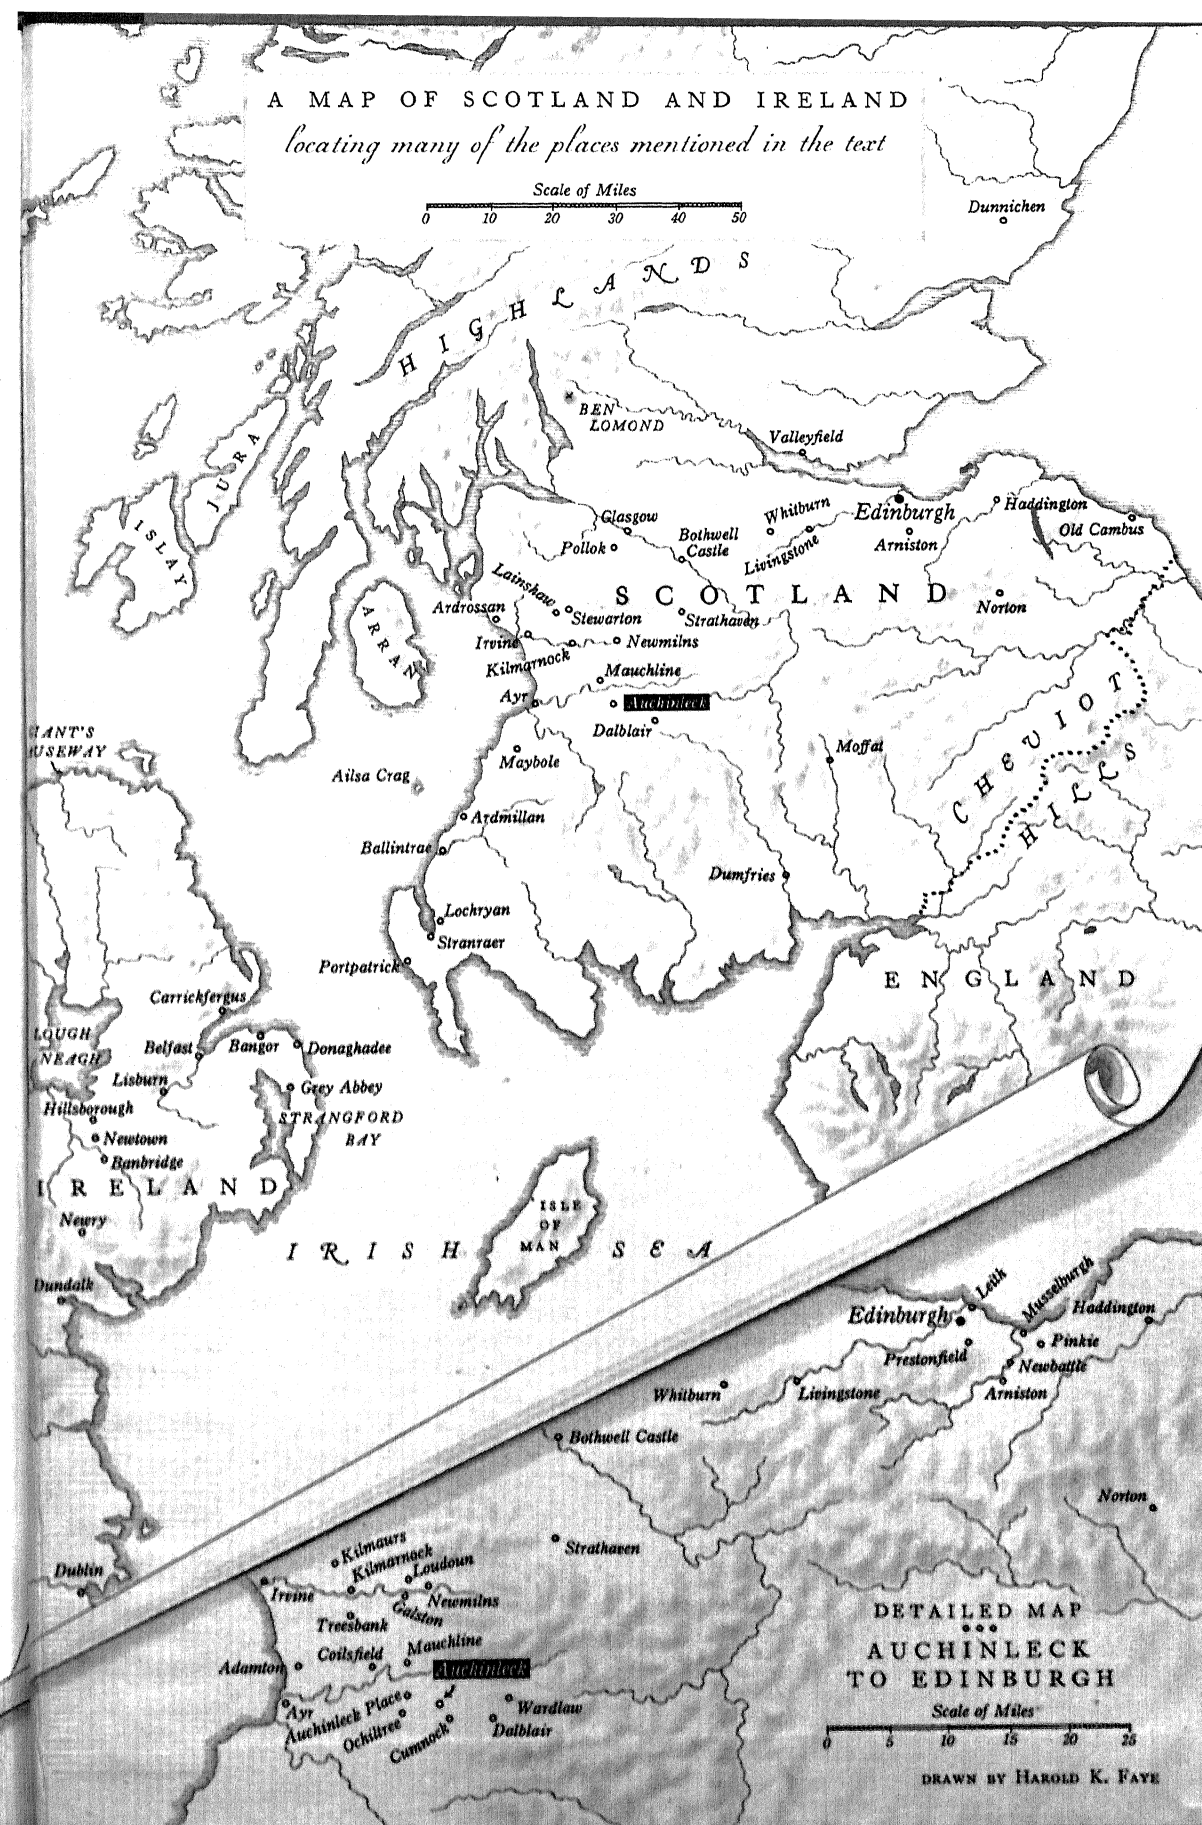 A MAP OF SCOTLAND AND IRELAND
locating many of the places mentioned in the text
Scale of Miles
0 10 20 30 40 50
Dunnichen
HIGHLANDS
BEN
LOMOND
Valleyfield
JURA
ISLAY
Glasgow
Pollok
Bothwell
Castle
Whitburn
Livingstone
Edinburgh
Arniston
Haddington
Old Cambus
Lainshaw
Stewarton
SCOTLAND
Strathaven
Norton
Ardrossan
ARRAN
Irvine
Newmilns
Kilmarnock
Mauchline
Ayr
Auchinleck
Dalblair
Maybole
Moffat
CHEVIOT
HILLS
IANT'S
USEWAY
Ailsa Crag
Ardmillan
Ballintrae
Dumfries
Lochryan
Stranraer
Portpatrick
ENGLAND
Carrickfergus
LOUGH
NEAGH
Belfast
Bangor
Donaghadee
Lisburn
Grey Abbey
Hillsborough
STRANGFORD
BAY
Newtown
Banbridge
IRELAND
Newry
ISLE
OF
MAN
IRISH SEA
Dundalk
Dublin
Leith
Musselburgh
Edinburgh
Haddington
Prestonfield
Pinkie
Newbattle
Whitburn
Livingstone
Arniston
Bothwell Castle
Norton
Strathaven
Kilmaurs
Kilmarnock
Loudoun
Irvine
Newmilns
Galston
Treesbank
Coilsfield
Mauchline
Adamton
Auchinleck
Ayr
Auchinleck Place
Ochiltree
Cumnock
Wardlaw
Dalblair
DETAILED MAP
AUCHINLECK
TO EDINBURGH
Scale of Miles
0 5 10 15 20 25
DRAWN BY HAROLD K. FAYE